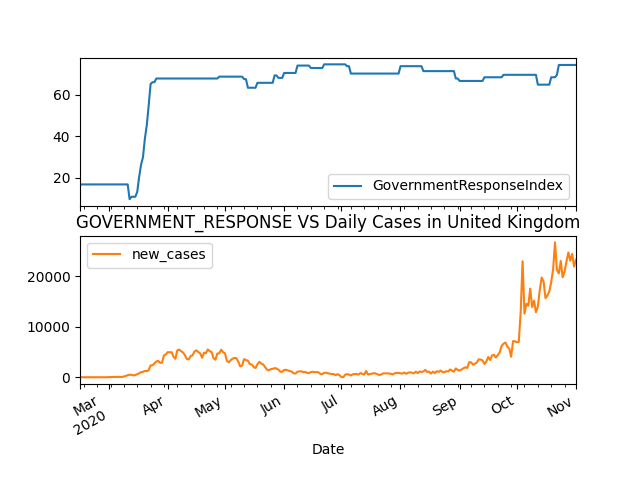 60
40
20
GovernmentResponseIndex
GOVERNMENT_RESPONSE VS Daily Cases in United Kingdom
new_cases
20000
10000
0
Mar
2020
Apr
May
Jun
Jul
Aug
Sep
Oct
Nov
Date